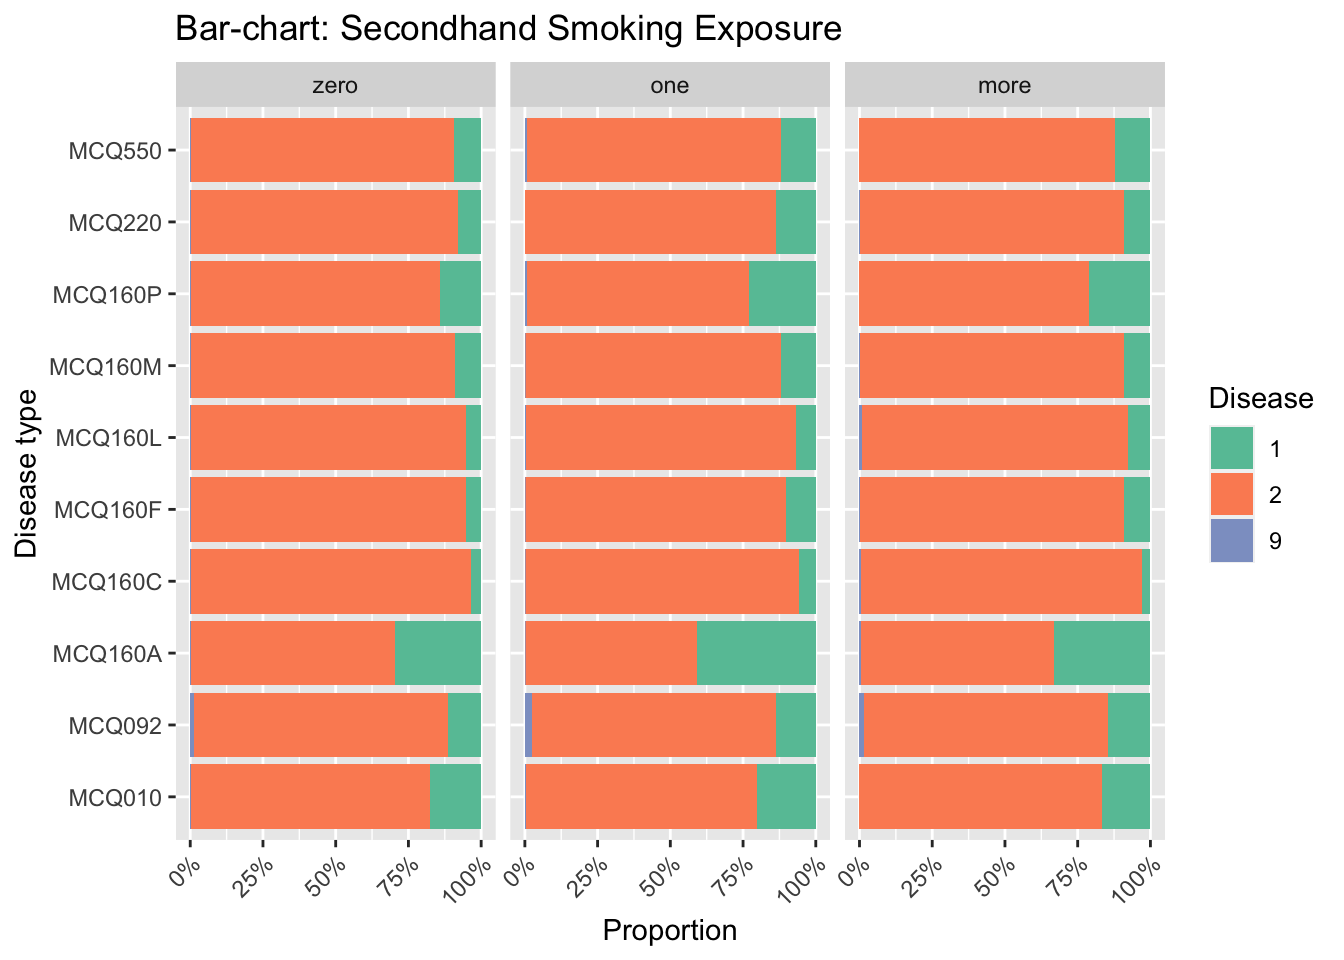 Bar-chart: Secondhand Smoking Exposure
zero
one
more
MCQ550
MCQ220
MCQ160P
MCQ160M
MCQ160L
MCQ160F
MCQ160C
MCQ160A
MCQ092
MCQ010
Disease type
0% 25% 50% 75% 100%
0% 25% 50% 75% 100%
0% 25% 50% 75% 100%
Proportion
Disease
1
2
9